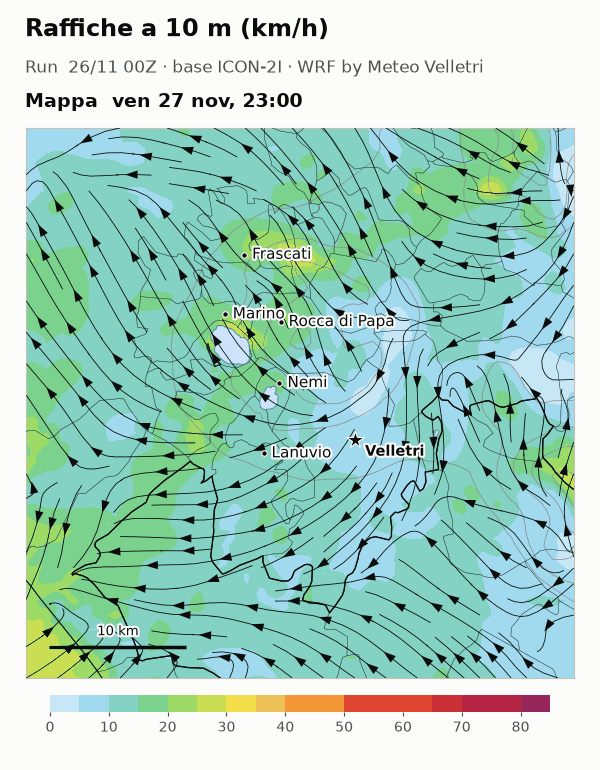 Raffiche a 10 m (km/h)
Run  26/11 00Z · base ICON-2I · WRF by Meteo Velletri
Mappa  ven 27 nov, 23:00
Frascati
Marino
Rocca di Papa
Nemi
Velletri
Lanuvio
10 km
0 10 20 30 40 50 60 70 80